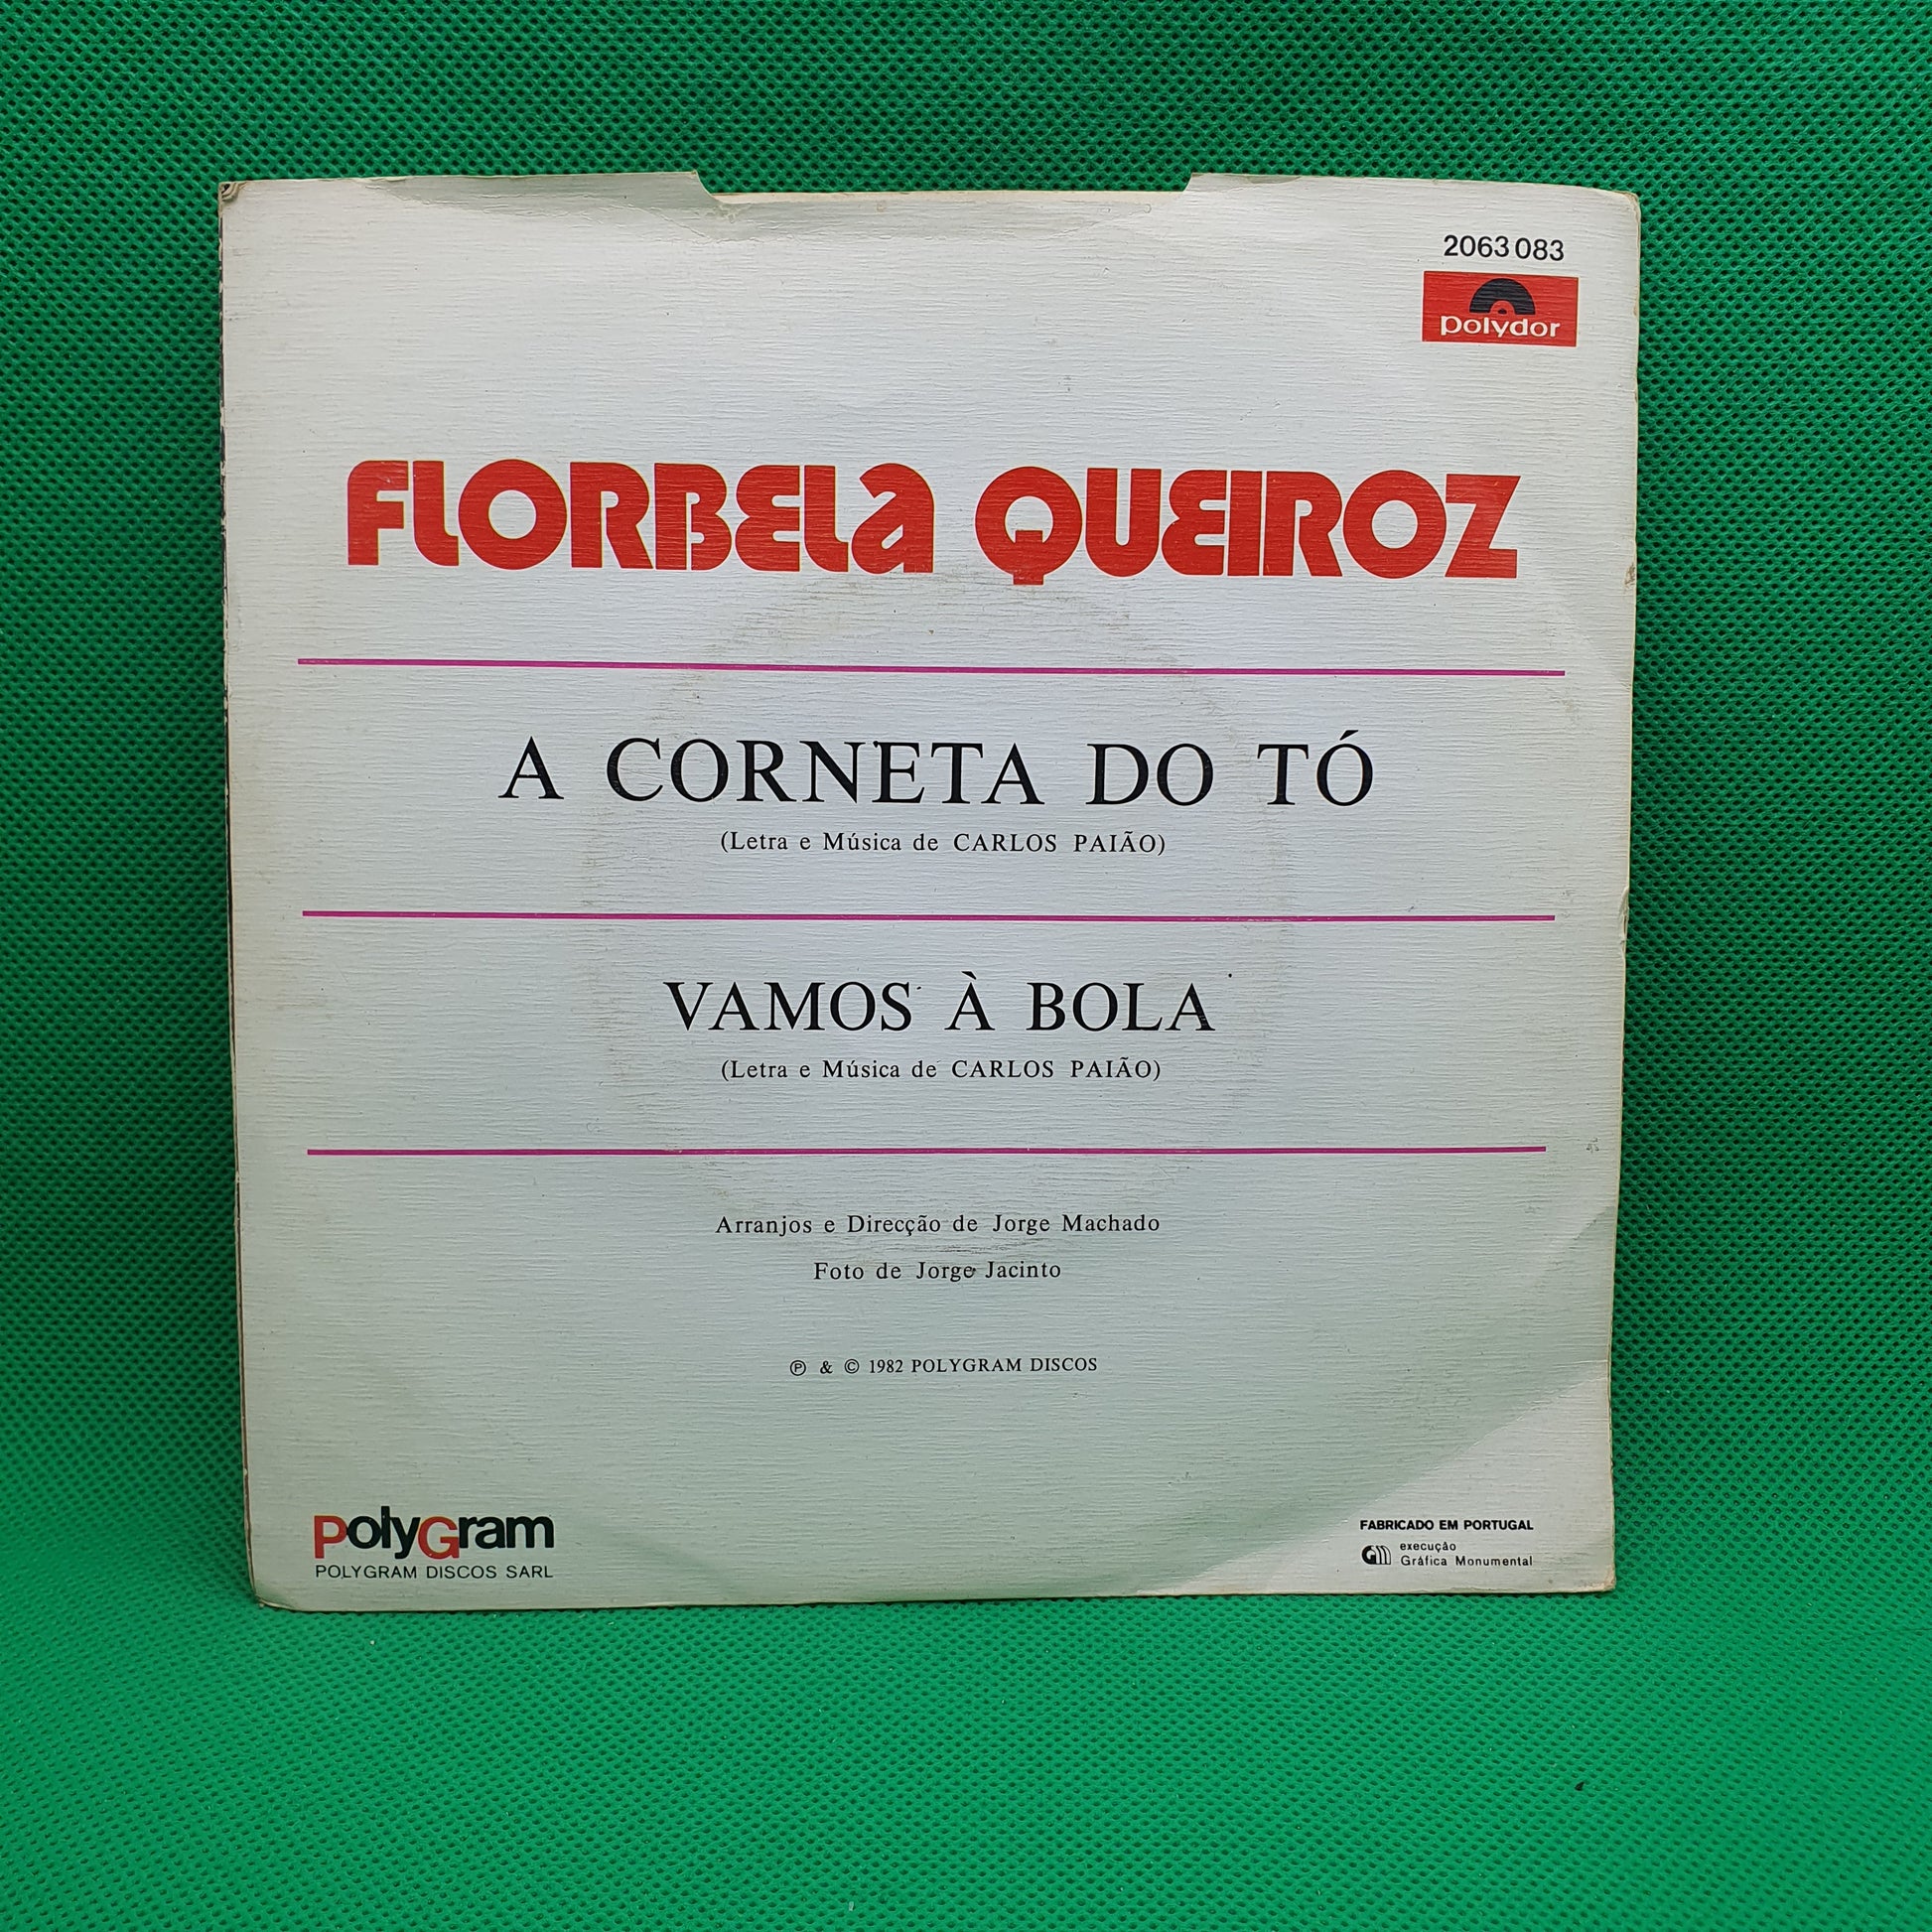 2063 083
polydor
FLORBELA QUEIROZ
A CORNETA DO TÓ
(Letra e Música de CARLOS PAIÃO)
VAMOS À BOLA
(Letra e Música de CARLOS PAIÃO)
Arranjos e Direcção de Jorge Machado
Foto de Jorge Jacinto
℗ & © 1982 POLYGRAM DISCOS
PolyGram
POLYGRAM DISCOS SARL
FABRICADO EM PORTUGAL
execução
Gráfica Monumental